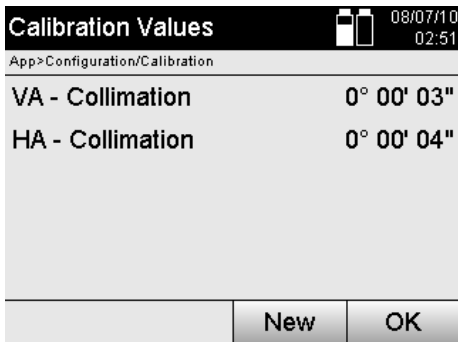 Calibration Values
08/07/10
02:51
App>Configuration/Calibration
VA - Collimation 0° 00' 03"
HA - Collimation 0° 00' 04"
New OK